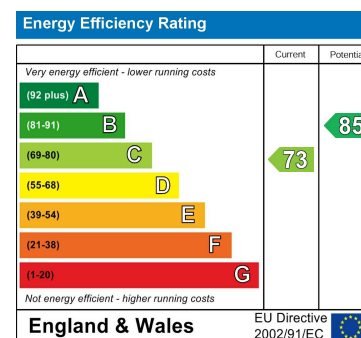 Energy Efficiency Rating
Current
Potentia
Very energy efficient - lower running costs
(92 plus) A
(81-91) B
85
(69-80) C
73
(55-68) D
(39-54) E
(21-38) F
(1-20) G
Not energy efficient - higher running costs
England & Wales
EU Directive
2002/91/EC